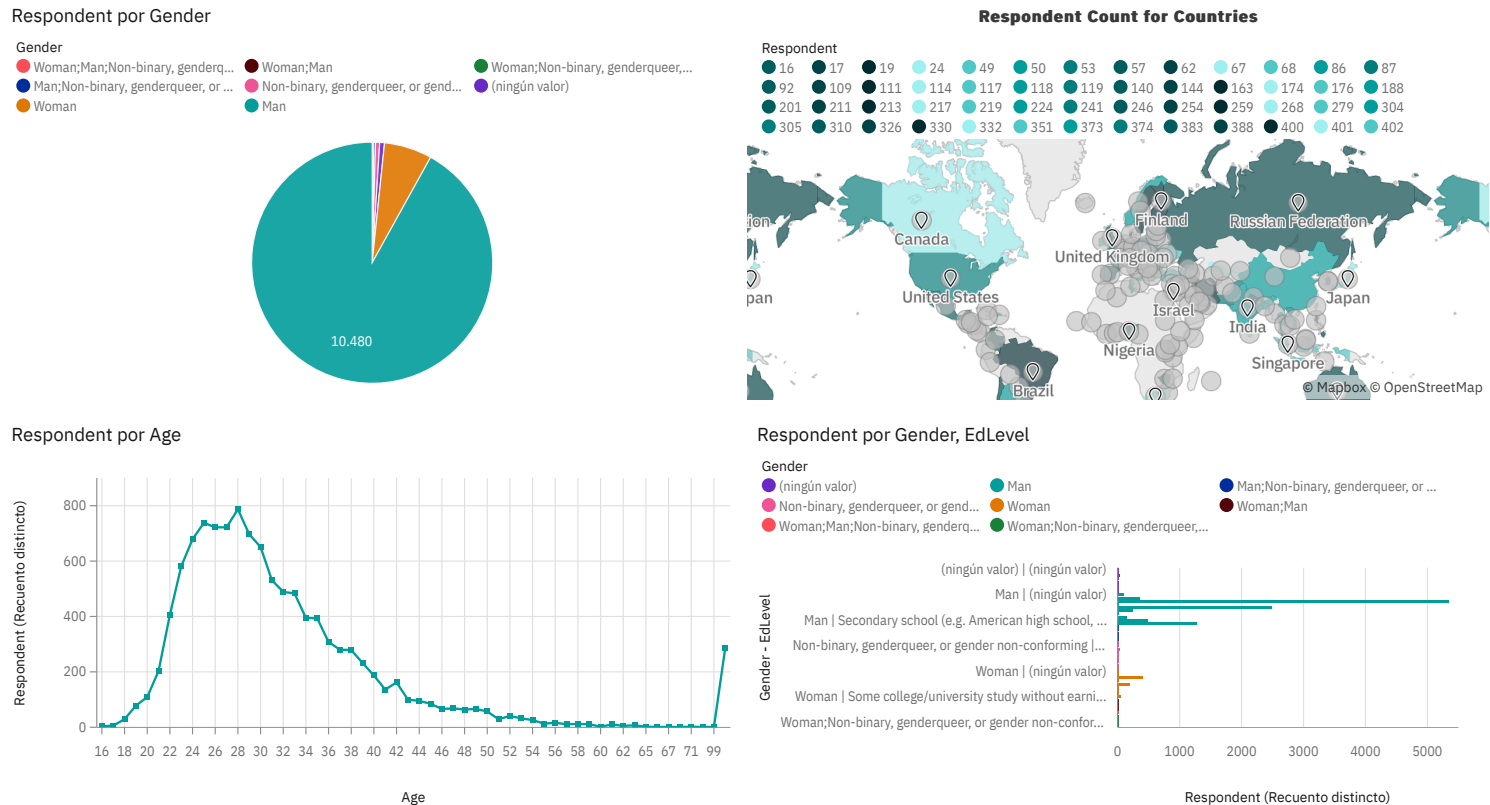 Respondent por Gender
Gender
Woman;Man;Non-binary, genderq...
Woman;Man
Woman;Non-binary, genderqueer,...
Man;Non-binary, genderqueer, or ...
Non-binary, genderqueer, or gend...
(ningún valor)
Woman
Man
10.480
Respondent Count for Countries
Respondent
16 17 19 24 49 50 53 57 62 67 68 86 87
92 109 111 114 117 118 119 140 144 163 174 176 188
201 211 213 217 219 224 241 246 254 259 268 279 304
305 310 326 330 332 351 373 374 383 388 400 401 402
Finland
Russian Federation
ion
Canada
United Kingdom
United States
pan
Japan
Israel
India
Nigeria
Singapore
Brazil
© Mapbox © OpenStreetMap
Respondent por Age
Respondent (Recuento distincto)
800
600
400
200
0
16 18 19 20 22 24 26 28 30 32 34 36 38 40 42 44 46 48 50 52 54 56 58 60 62 65 67 71 99
Age
Respondent por Gender, EdLevel
Gender
(ningún valor)
Man
Man;Non-binary, genderqueer, or ...
Non-binary, genderqueer, or gend...
Woman
Woman;Man
Woman;Man;Non-binary, genderq...
Woman;Non-binary, genderqueer,...
Gender - EdLevel
(ningún valor) | (ningún valor)
Man | (ningún valor)
Man | Secondary school (e.g. American high school, ...
Non-binary, genderqueer, or gender non-conforming |...
Woman | (ningún valor)
Woman | Some college/university study without earni...
Woman;Non-binary, genderqueer, or gender non-confor...
0 1000 2000 3000 4000 5000
Respondent (Recuento distincto)